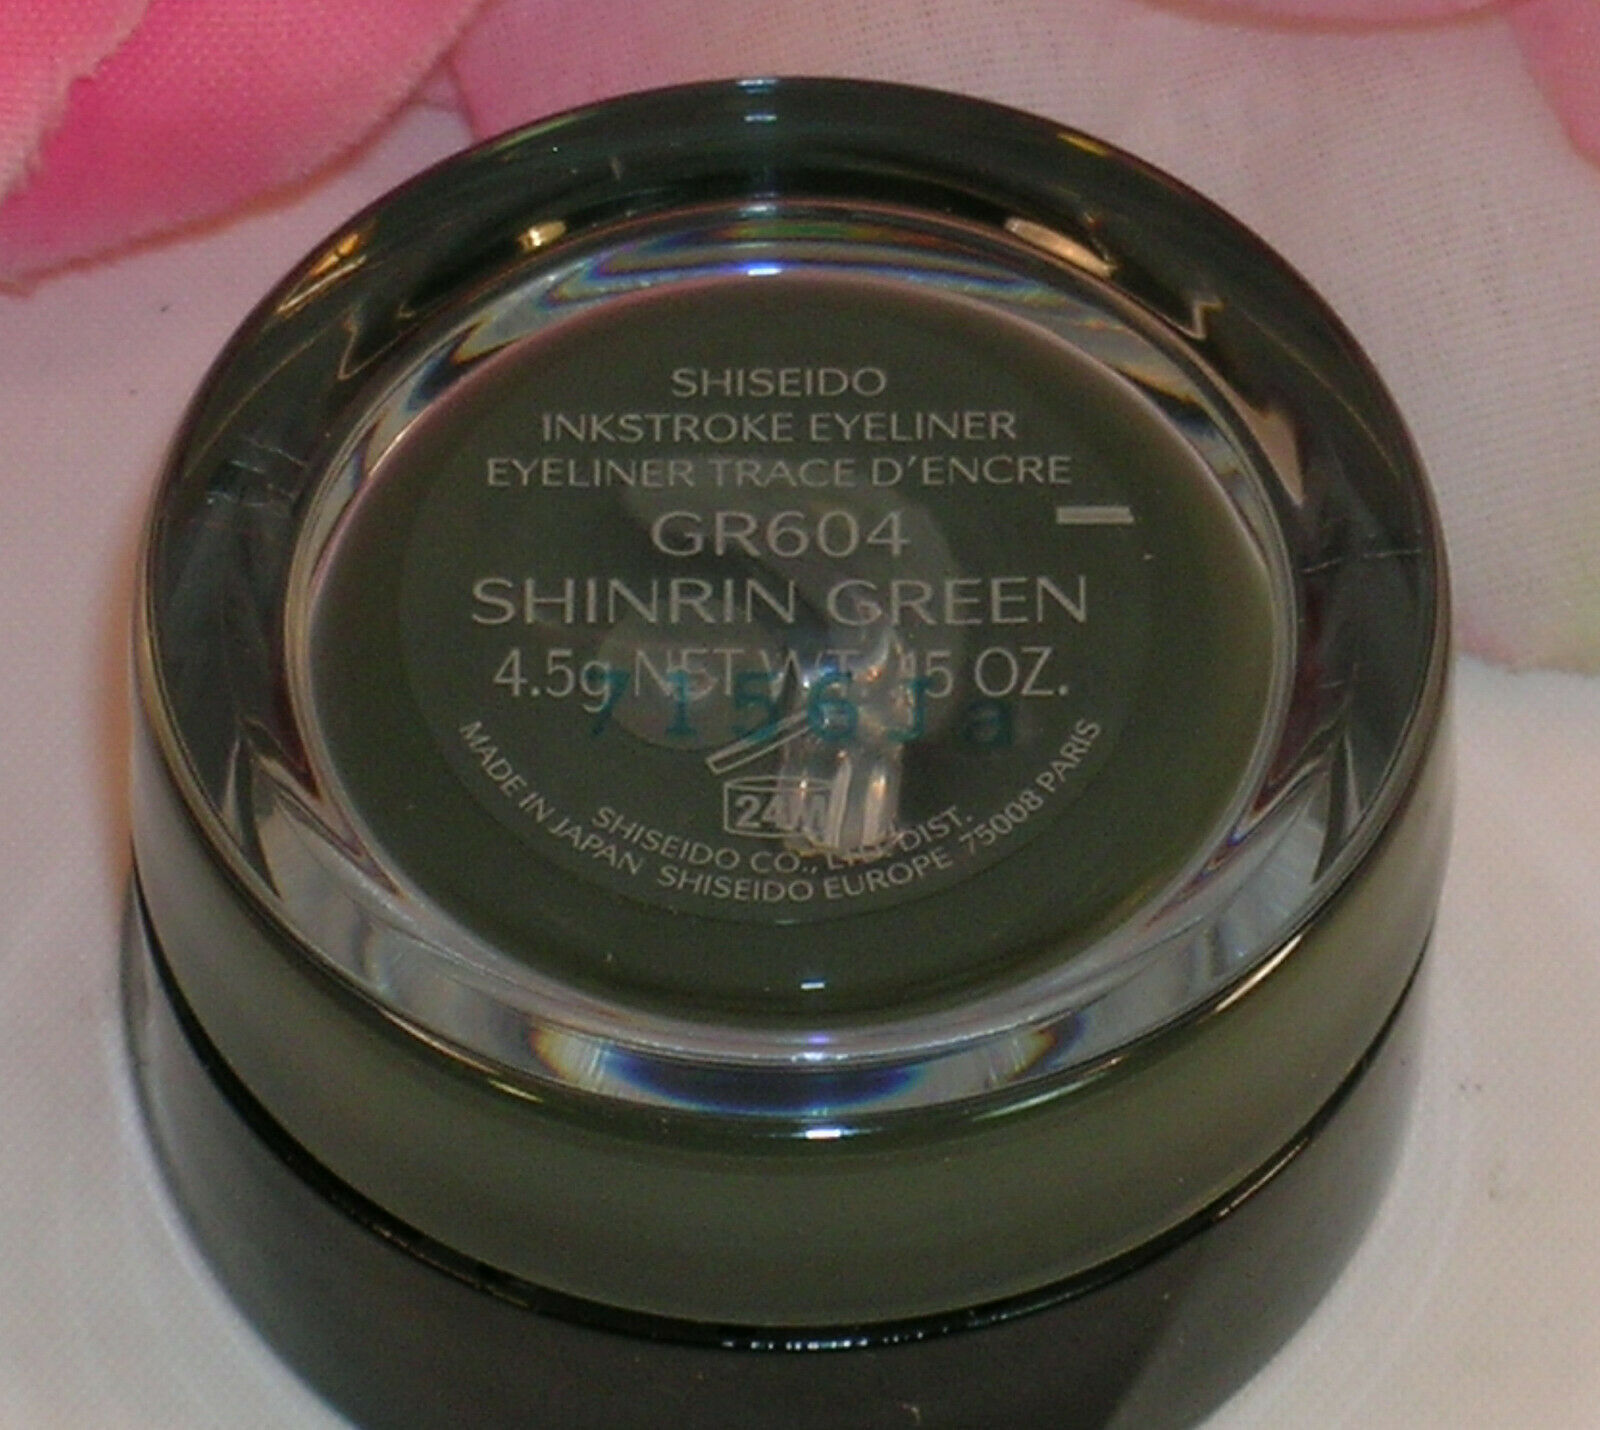 SHISEIDO
INKSTROKE EYELINER
EYELINER TRACE D'ENCRE
GR604
SHINRIN GREEN
4.5g NET WT. .15 OZ.
7156Ja
24M
SHISEIDO CO., LTD. DIST.
MADE IN JAPAN SHISEIDO EUROPE 75008 PARIS